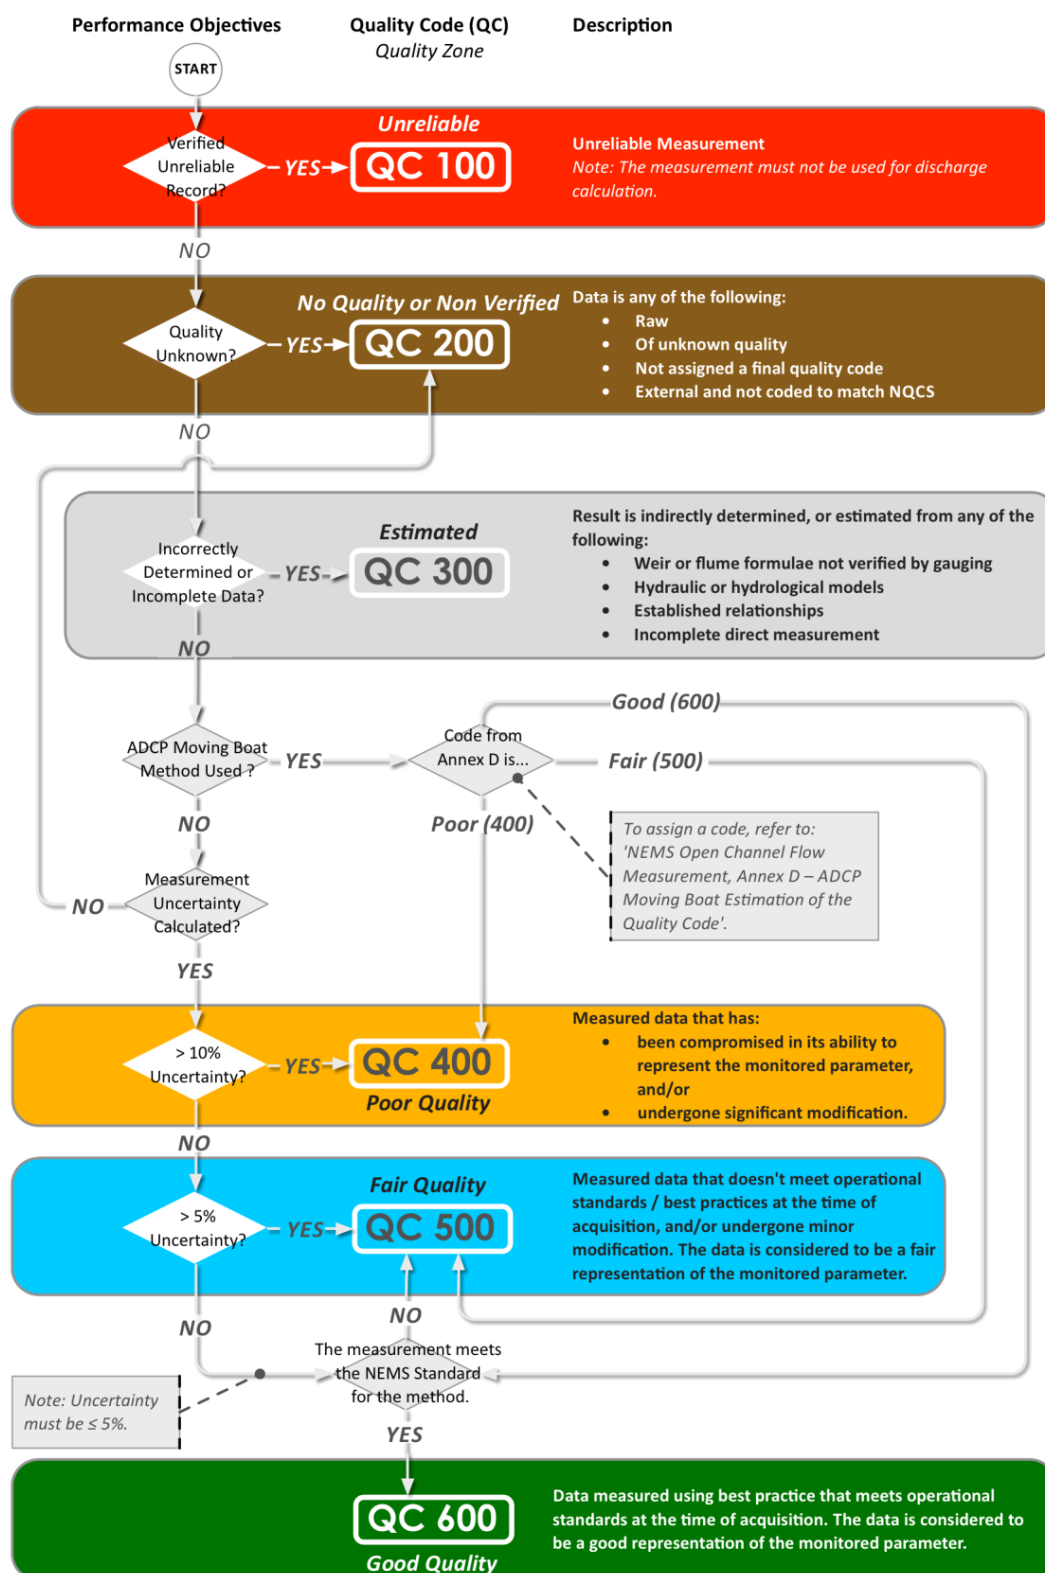 Performance Objectives
Quality Code (QC)
Quality Zone
Description
START
Verified
Unreliable
Record?
YES
Unreliable
QC 100
Unreliable Measurement
Note: The measurement must not be used for discharge
calculation.
NO
Quality
Unknown?
YES
No Quality or Non Verified
QC 200
Data is any of the following:
• Raw
• Of unknown quality
• Not assigned a final quality code
• External and not coded to match NQCS
NO
Incorrectly
Determined or
Incomplete Data?
YES
Estimated
QC 300
Result is indirectly determined, or estimated from any of the
following:
• Weir or flume formulae not verified by gauging
• Hydraulic or hydrological models
• Established relationships
• Incomplete direct measurement
NO
ADCP Moving Boat
Method Used ?
YES
Code from
Annex D is...
Good (600)
Fair (500)
Poor (400)
To assign a code, refer to:
'NEMS Open Channel Flow
Measurement, Annex D – ADCP
Moving Boat Estimation of the
Quality Code'.
NO
Measurement
Uncertainty
Calculated?
NO
YES
> 10%
Uncertainty?
YES
QC 400
Poor Quality
Measured data that has:
• been compromised in its ability to
represent the monitored parameter,
and/or
• undergone significant modification.
NO
> 5%
Uncertainty?
YES
Fair Quality
QC 500
Measured data that doesn't meet operational
standards / best practices at the time of
acquisition, and/or undergone minor
modification. The data is considered to be a fair
representation of the monitored parameter.
NO
NO
The measurement meets
the NEMS Standard
for the method.
Note: Uncertainty
must be ≤ 5%.
YES
QC 600
Good Quality
Data measured using best practice that meets operational
standards at the time of acquisition. The data is considered to
be a good representation of the monitored parameter.